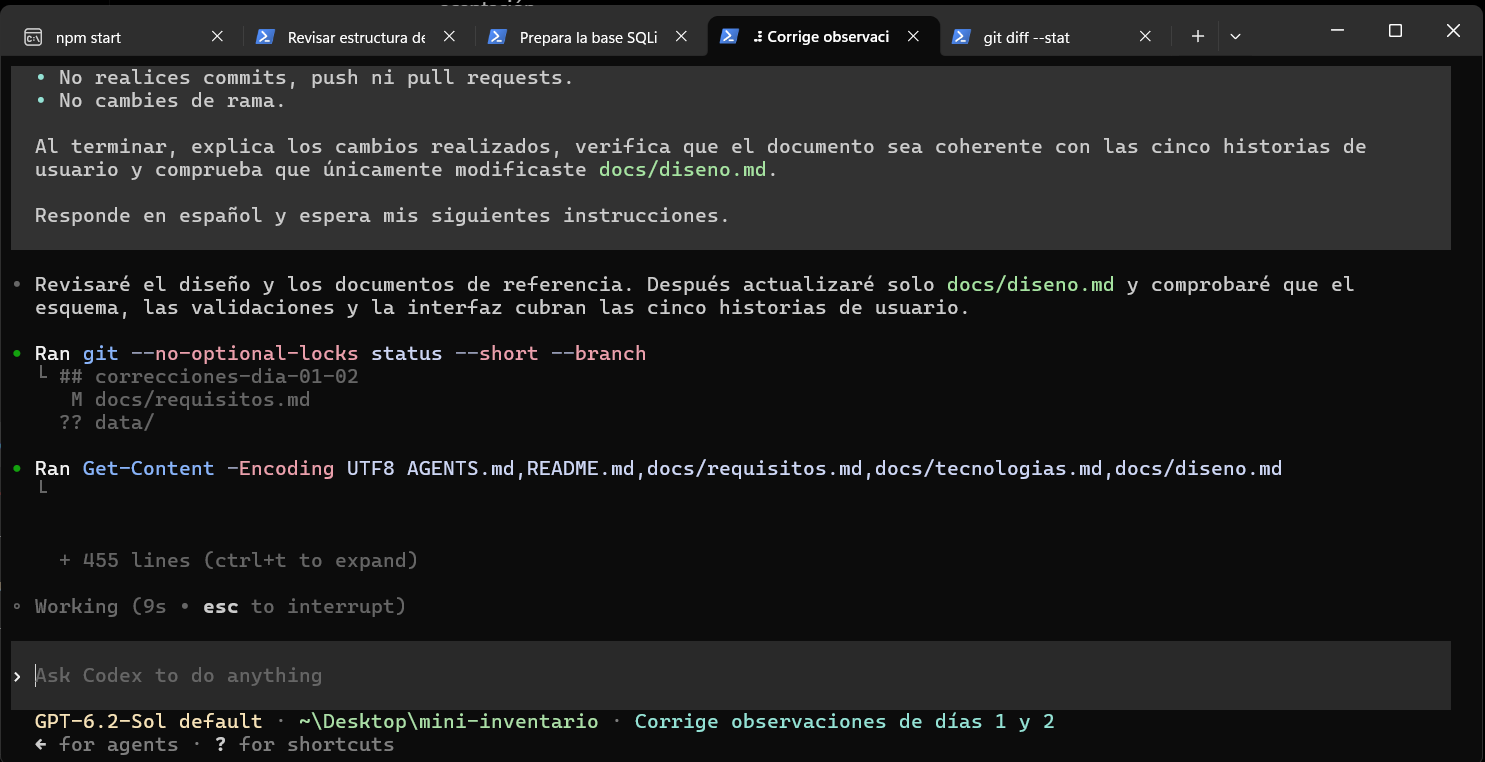 npm start
Revisar estructura de
Prepara la base SQLi
Corrige observaci
git diff --stat
• No realices commits, push ni pull requests.
• No cambies de rama.
Al terminar, explica los cambios realizados, verifica que el documento sea coherente con las cinco historias de
usuario y comprueba que únicamente modificaste docs/diseno.md.
Responde en español y espera mis siguientes instrucciones.
• Revisaré el diseño y los documentos de referencia. Después actualizaré solo docs/diseno.md y comprobaré que el
esquema, las validaciones y la interfaz cubran las cinco historias de usuario.
• Ran git --no-optional-locks status --short --branch
└ ## correcciones-dia-01-02
M docs/requisitos.md
?? data/
• Ran Get-Content -Encoding UTF8 AGENTS.md,README.md,docs/requisitos.md,docs/tecnologias.md,docs/diseno.md
└
+ 455 lines (ctrl+t to expand)
◦ Working (9s • esc to interrupt)
› Ask Codex to do anything
GPT-6.2-Sol default · ~\Desktop\mini-inventario · Corrige observaciones de días 1 y 2
← for agents · ? for shortcuts